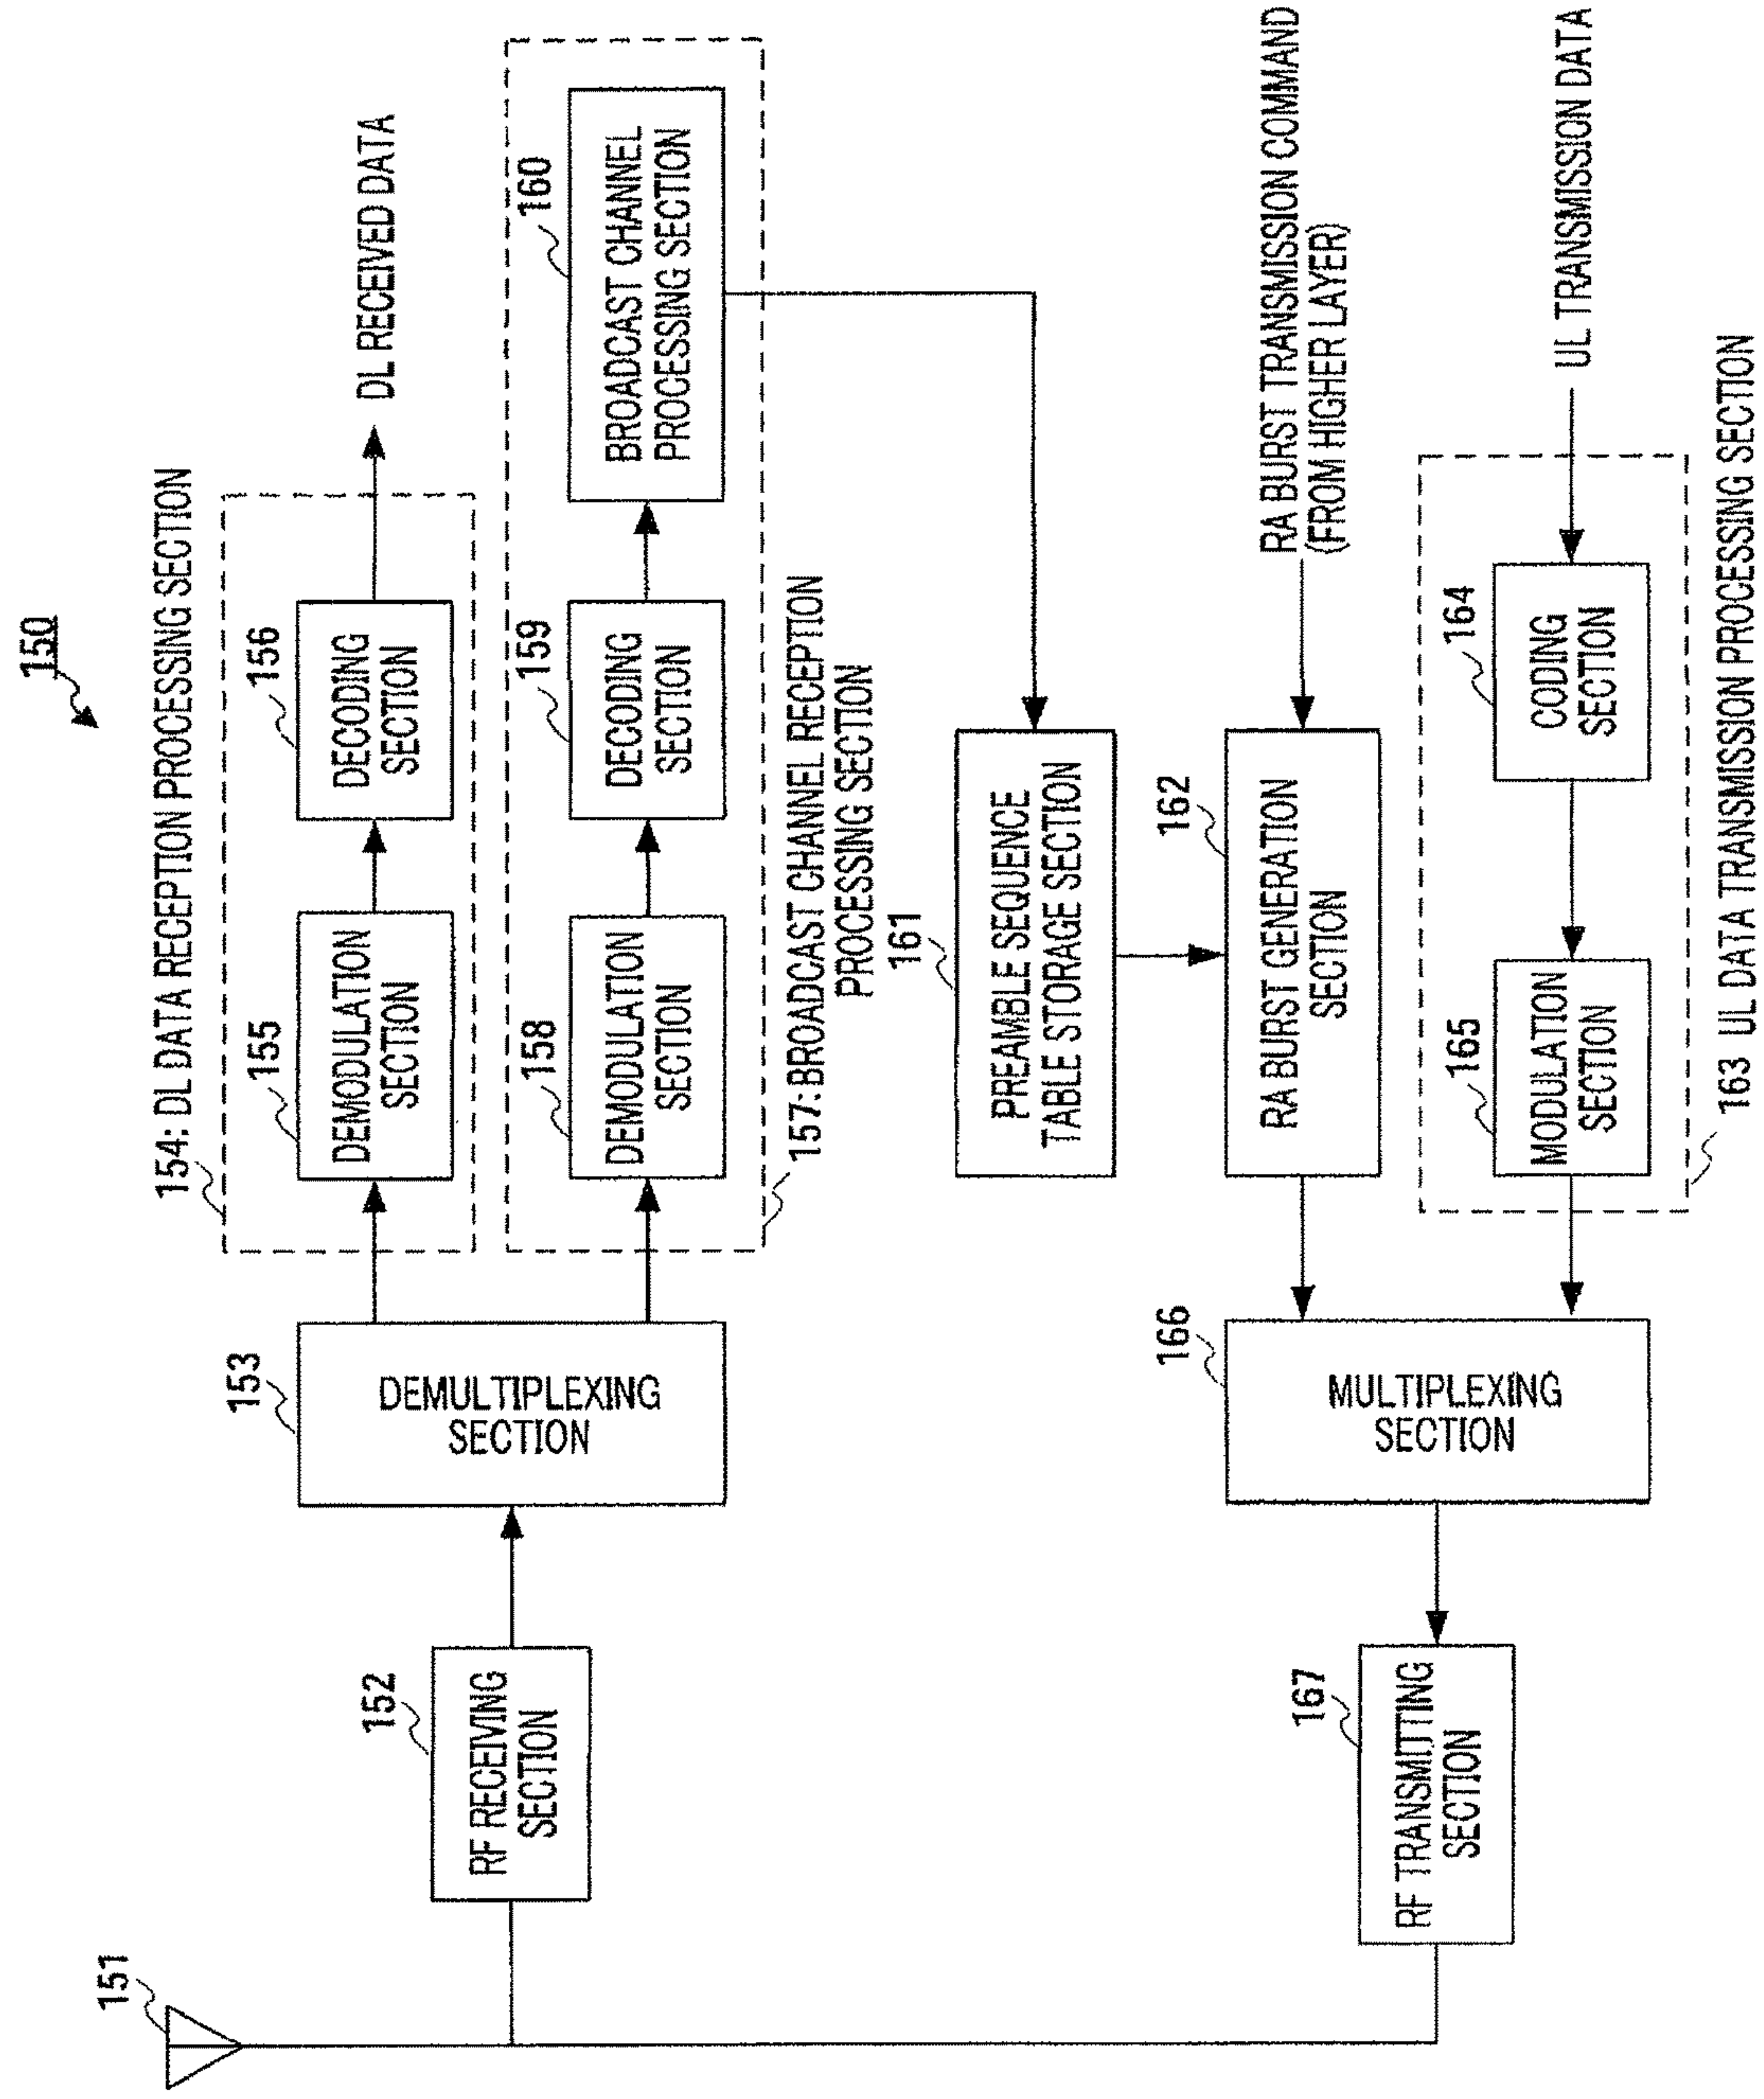 150
154: DL DATA RECEPTION PROCESSING SECTION
151
152
RF RECEIVING
SECTION
153
DEMULTIPLEXING
SECTION
155
DEMODULATION
SECTION
156
DECODING
SECTION
DL RECEIVED DATA
158
DEMODULATION
SECTION
159
DECODING
SECTION
160
BROADCAST CHANNEL
PROCESSING SECTION
157: BROADCAST CHANNEL RECEPTION
PROCESSING SECTION
161
PREAMBLE SEQUENCE
TABLE STORAGE SECTION
162
RA BURST GENERATION
SECTION
RA BURST TRANSMISSION COMMAND
(FROM HIGHER LAYER)
167
RF TRANSMITTING
SECTION
166
MULTIPLEXING
SECTION
165
MODULATION
SECTION
164
CODING
SECTION
UL TRANSMISSION DATA
163 UL DATA TRANSMISSION PROCESSING SECTION